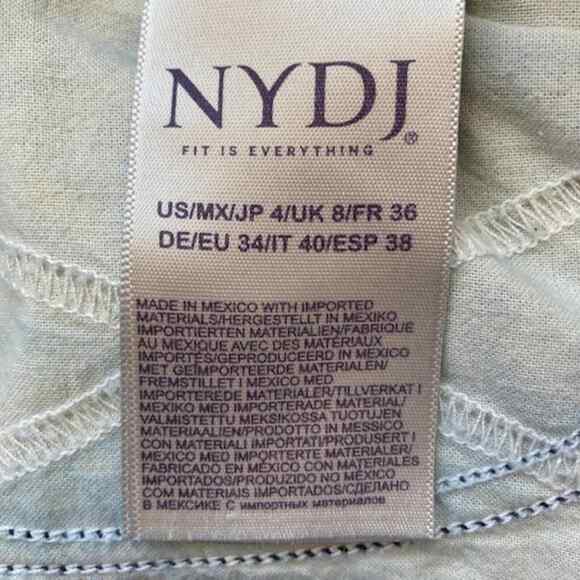 NYDJ®
FIT IS EVERYTHING
US/MX/JP 4/UK 8/FR 36
DE/EU 34/IT 40/ESP 38
MADE IN MEXICO WITH IMPORTED
MATERIALS/HERGESTELLT IN MEXIKO
IMPORTIERTEN MATERIALIEN/FABRIQUE
AU MEXIQUE AVEC DES MATÉRIAUX
IMPORTÉS/GEPRODUCEERD IN MEXICO
MET GEÏMPORTEERDE MATERIALEN/
FREMSTILLET I MEXICO MED
IMPORTEREDE MATERIALER/TILLVERKAT I
MEXIKO MED IMPORTERADE MATERIAL/
VALMISTETTU MEKSIKOSSA TUOTUJEN
MATERIAALIEN/PRODOTTO IN MESSICO
CON MATERIALI IMPORTATI/PRODUSERT I
MEXICO MED IMPORTERTE MATERIALER/
FABRICADO EN MÉXICO CON MATERIALES
IMPORTADOS/PRODUZIDO NO MÉXICO
COM MATERIAIS IMPORTADOS/СДЕЛАНО
В МЕКСИКЕ С импортных материалов